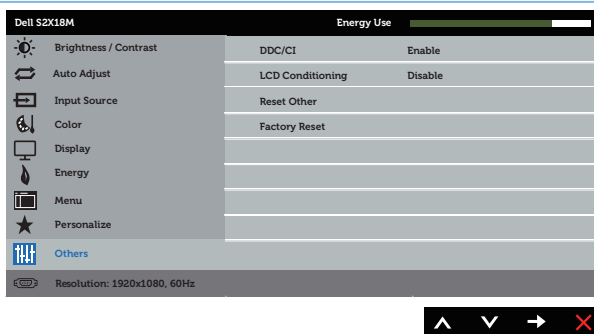 Dell S2X18M Energy Use
Brightness / Contrast
Auto Adjust
Input Source
Color
Display
Energy
Menu
Personalize
Others
DDC/CI Enable
LCD Conditioning Disable
Reset Other
Factory Reset
Resolution: 1920x1080, 60Hz